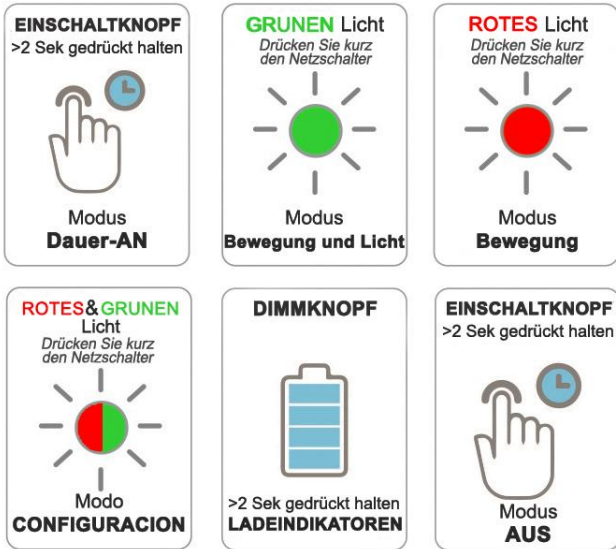 EINSCHALTKNOPF
>2 Sek gedrückt halten
Modus
Dauer-AN
GRUNEN Licht
Drücken Sie kurz
den Netzschalter
Modus
Bewegung und Licht
ROTES Licht
Drücken Sie kurz
den Netzschalter
Modus
Bewegung
ROTES&GRUNEN
Licht
Drücken Sie kurz
den Netzschalter
Modo
CONFIGURACION
DIMMKNOPF
>2 Sek gedrückt halten
LADEINDIKATOREN
EINSCHALTKNOPF
>2 Sek gedrückt halten
Modus
AUS